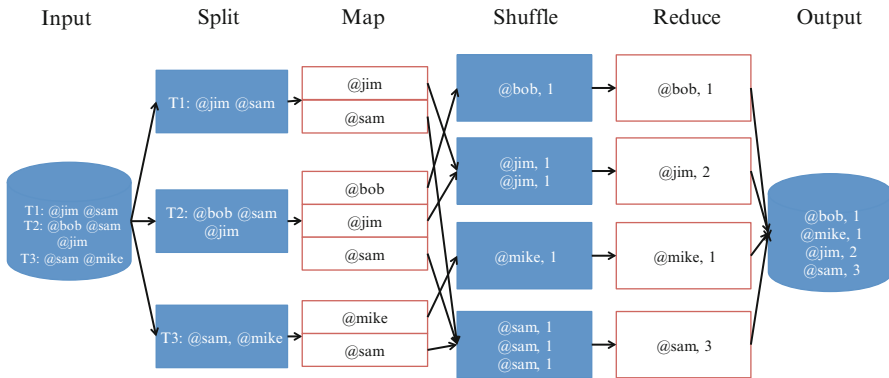 Input
Split
Map
Shuffle
Reduce
Output
T1: @jim @sam
T2: @bob @sam
@jim
T3: @sam @mike
T1: @jim @sam
T2: @bob @sam
@jim
T3: @sam, @mike
@jim
@sam
@bob
@jim
@sam
@mike
@sam
@bob, 1
@jim, 1
@jim, 1
@mike, 1
@sam, 1
@sam, 1
@sam, 1
@bob, 1
@jim, 2
@mike, 1
@sam, 3
@bob, 1
@mike, 1
@jim, 2
@sam, 3